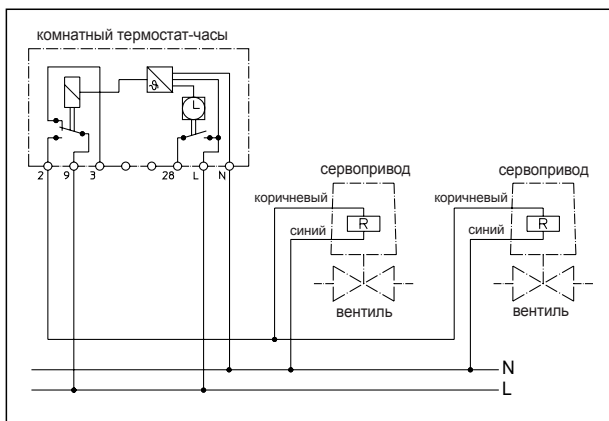 комнатный термостат-часы
ϑ
2 9 3 28 L N
сервопривод
сервопривод
коричневый
коричневый
R
R
синий
синий
вентиль
вентиль
N
L